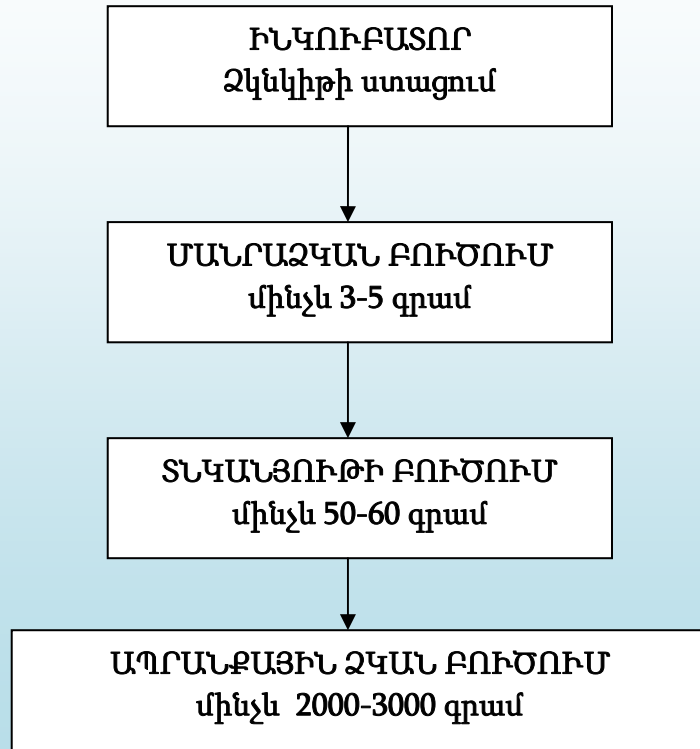 ԻՆԿՈՒԲԱՏՈՐ
Ձկնկիթի ստացում
ՄԱՆՐԱՁԿԱՆ ԲՈՒԾՈՒՄ
մինչև 3-5 գրամ
ՏՆԿԱՆՅՈՒԹԻ ԲՈՒԾՈՒՄ
մինչև 50-60 գրամ
ԱՊՐԱՆՔԱՅԻՆ ՁԿԱՆ ԲՈՒԾՈՒՄ
մինչև 2000-3000 գրամ